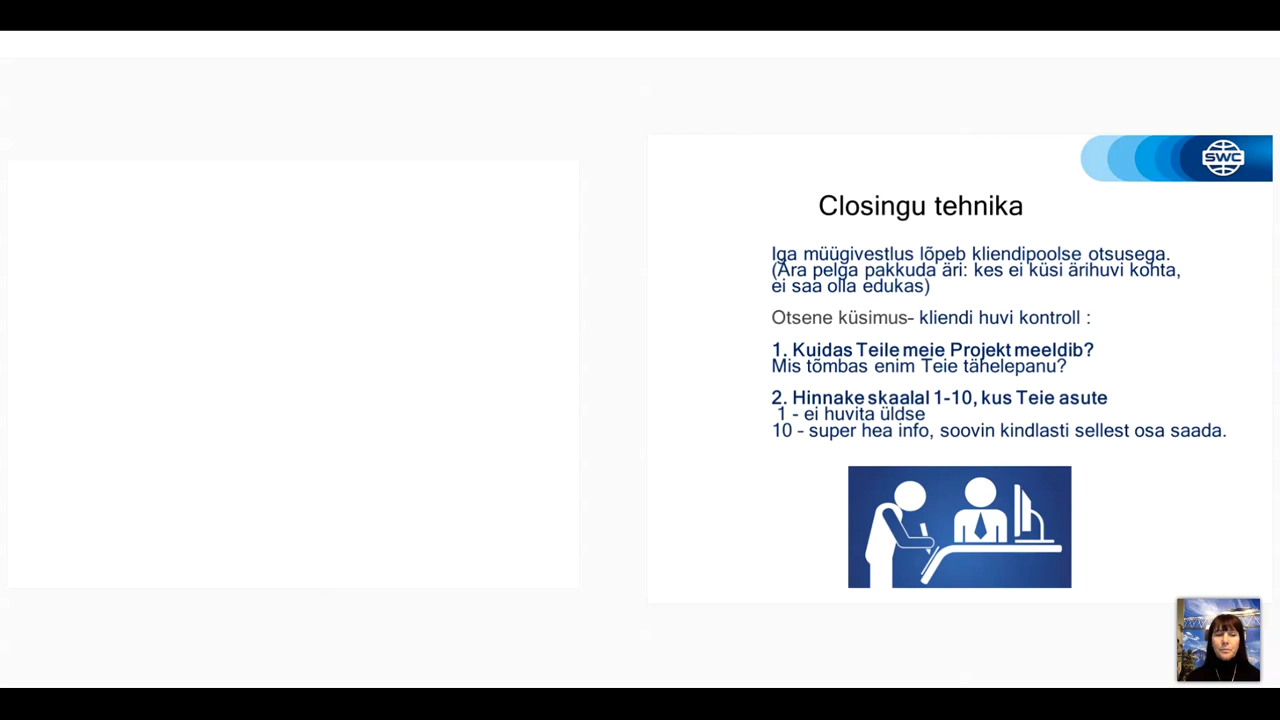 SWC
Closingu tehnika
Iga müügivestlus lõpeb kliendipoolse otsusega.
(Ära pelga pakkuda äri: kes ei küsi ärihuvi kohta,
ei saa olla edukas)
Otsene küsimus- kliendi huvi kontroll :
1. Kuidas Teile meie Projekt meeldib?
Mis tõmbas enim Teie tähelepanu?
2. Hinnake skaalal 1-10, kus Teie asute
1 - ei huvita üldse
10 - super hea info, soovin kindlasti sellest osa saada.